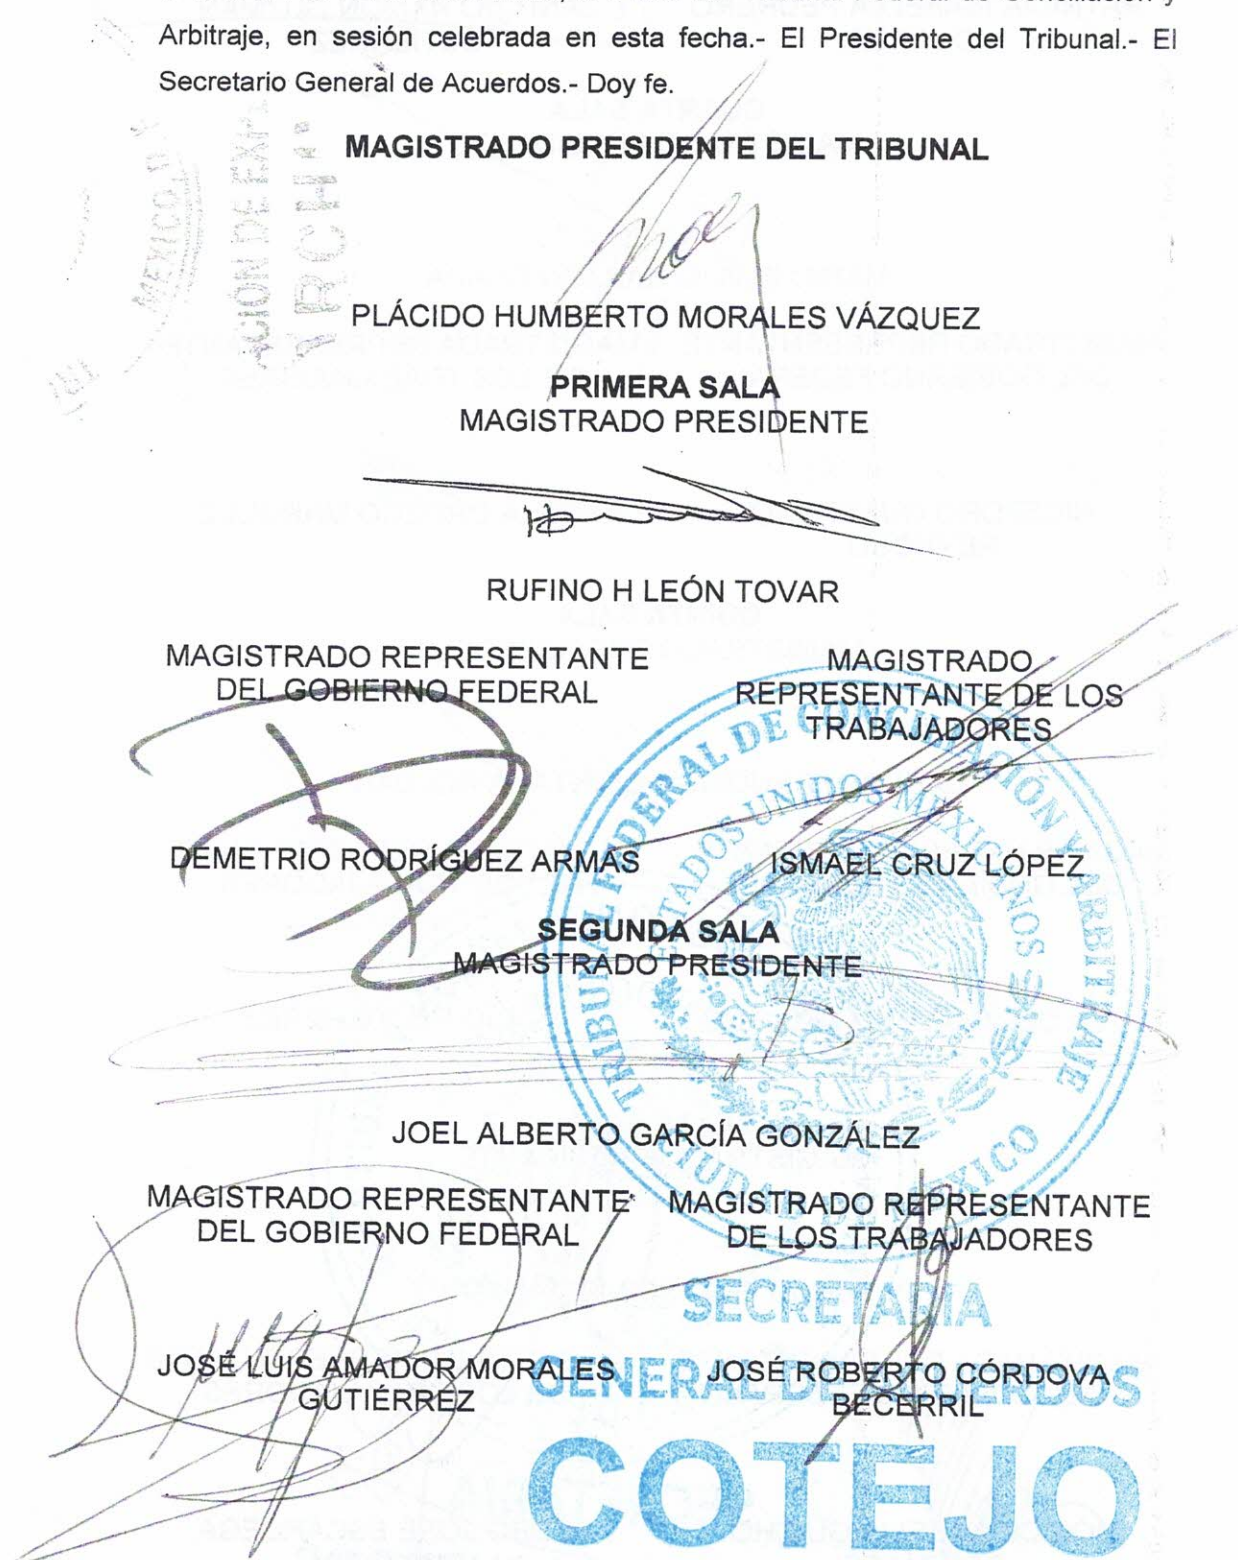 Federal de Conciliación y
Arbitraje, en sesión celebrada en esta fecha.- El Presidente del Tribunal.- El
Secretario General de Acuerdos.- Doy fe.
MAGISTRADO PRESIDENTE DEL TRIBUNAL
PLÁCIDO HUMBERTO MORALES VÁZQUEZ
PRIMERA SALA
MAGISTRADO PRESIDENTE
RUFINO H LEÓN TOVAR
MAGISTRADO REPRESENTANTE
DEL GOBIERNO FEDERAL
MAGISTRADO
REPRESENTANTE DE LOS
TRABAJADORES
DEMETRIO RODRÍGUEZ ARMAS
ISMAEL CRUZ LÓPEZ
SEGUNDA SALA
MAGISTRADO PRESIDENTE
JOEL ALBERTO GARCÍA GONZÁLEZ
MAGISTRADO REPRESENTANTE
DEL GOBIERNO FEDERAL
MAGISTRADO REPRESENTANTE
DE LOS TRABAJADORES
JOSÉ LUIS AMADOR MORALES
GUTIÉRREZ
JOSÉ ROBERTO CÓRDOVA
BECERRIL
TRIBUNAL FEDERAL DE CONCILIACIÓN Y ARBITRAJE
ESTADOS UNIDOS MEXICANOS
CIUDAD DE MÉXICO
SECRETARÍA
GENERAL DE ACUERDOS
COTEJO
MEXICO